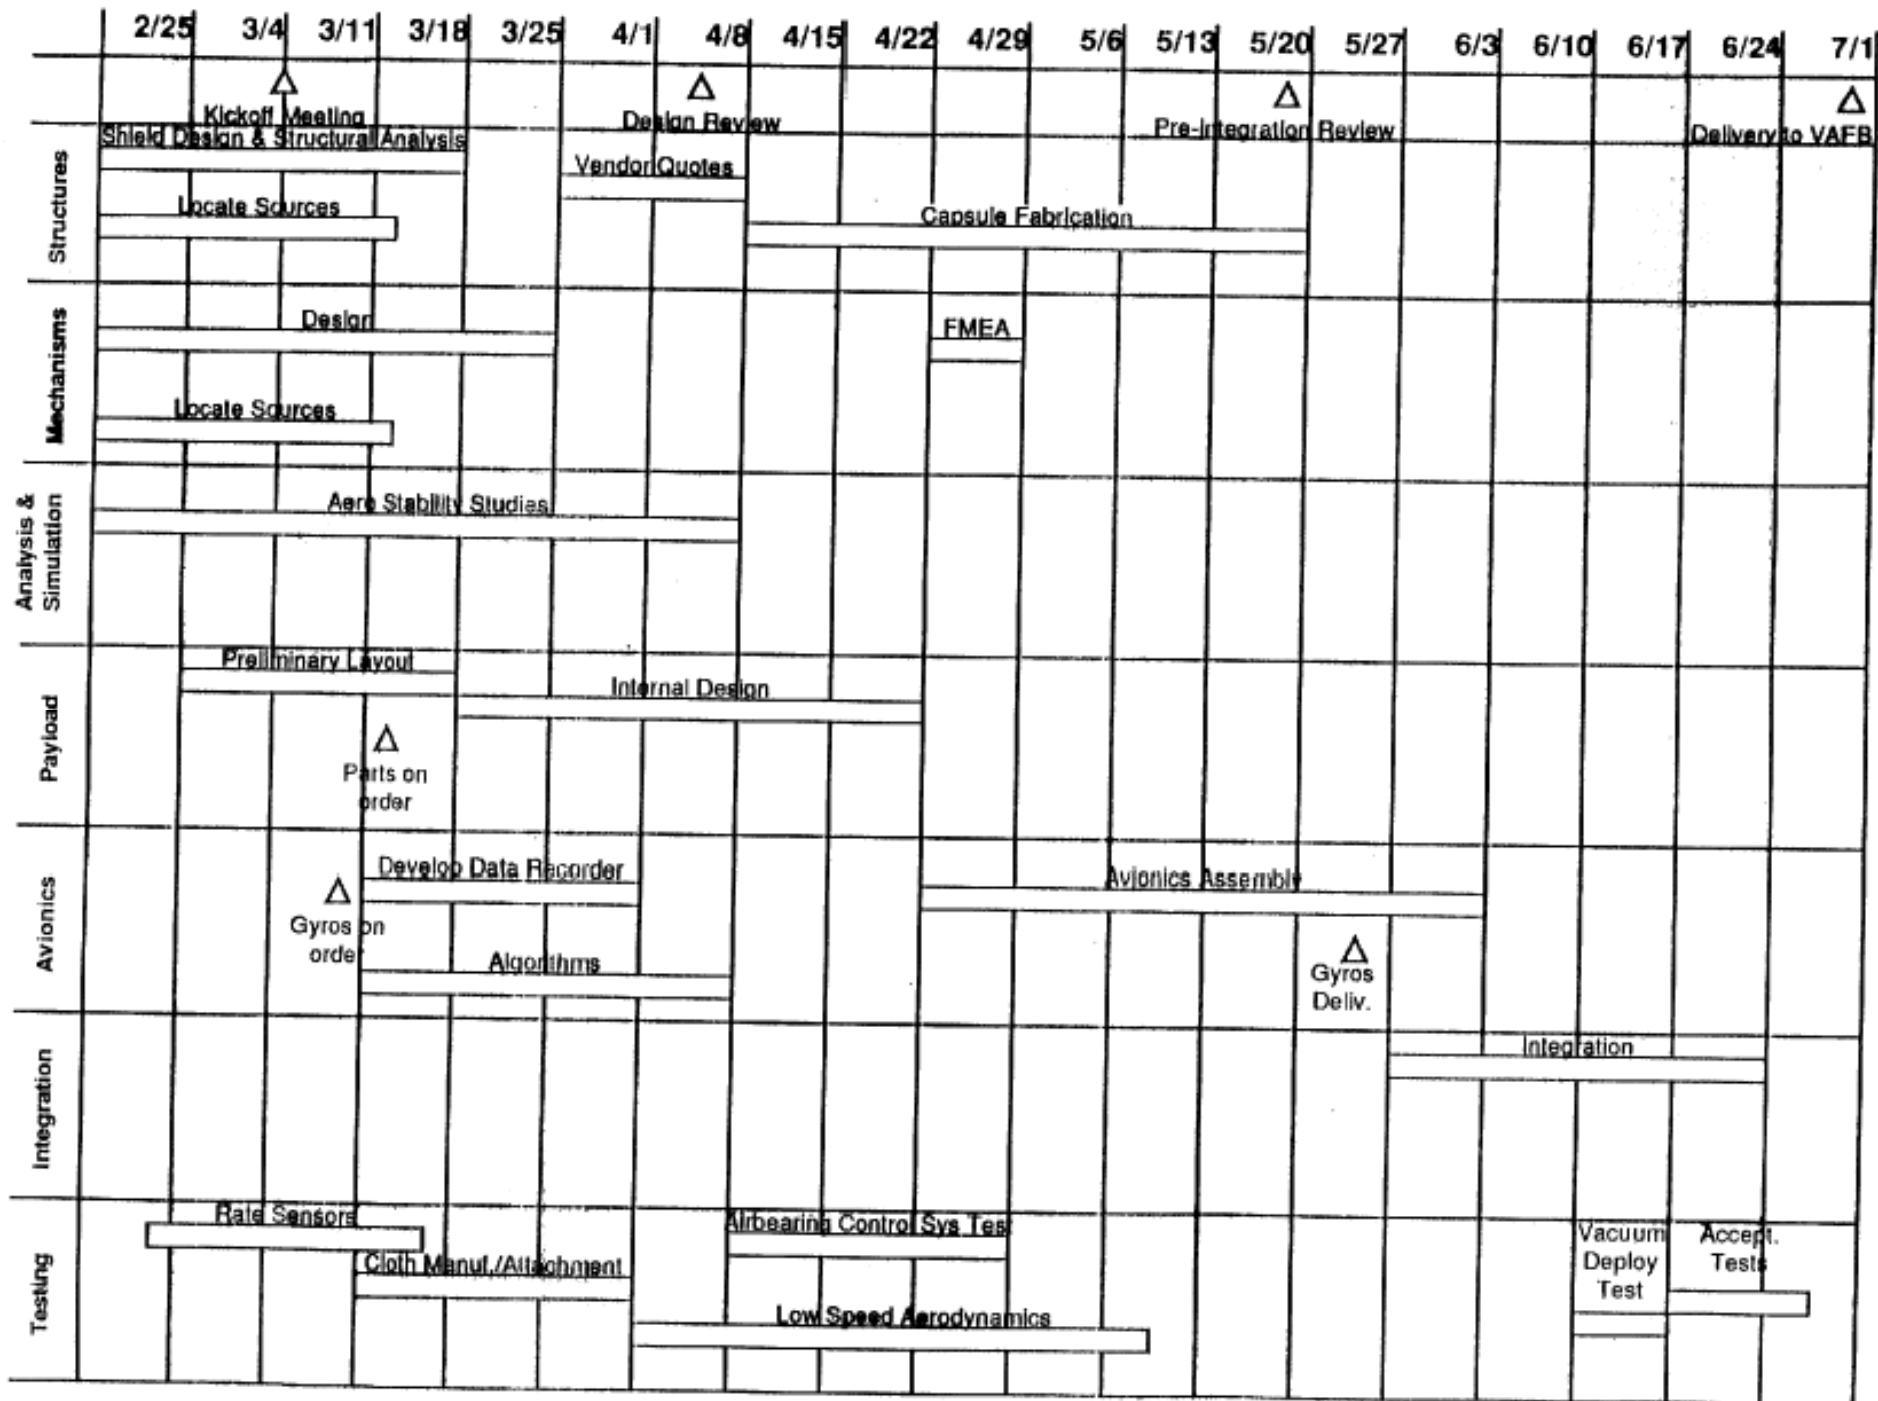 2/25 3/4 3/11 3/18 3/25 4/1 4/8 4/15 4/22 4/29 5/6 5/13 5/20 5/27 6/3 6/10 6/17 6/24 7/1
Kickoff Meeting
Design Review
Pre-Integration Review
Delivery to VAFB
Structures
Shield Design & Structural Analysis
Vendor Quotes
Locate Sources
Capsule Fabrication
Mechanisms
Design
FMEA
Locate Sources
Analysis &
Simulation
Aero Stability Studies
Payload
Preliminary Layout
Internal Design
Parts on
order
Avionics
Develop Data Recorder
Avionics Assembly
Gyros on
order
Algorithms
Gyros
Deliv.
Integration
Integration
Testing
Rate Sensors
Airbearing Control Sys Tes
Vacuum
Deploy
Test
Accept.
Tests
Cloth Manuf./Attachment
Low Speed Aerodynamics